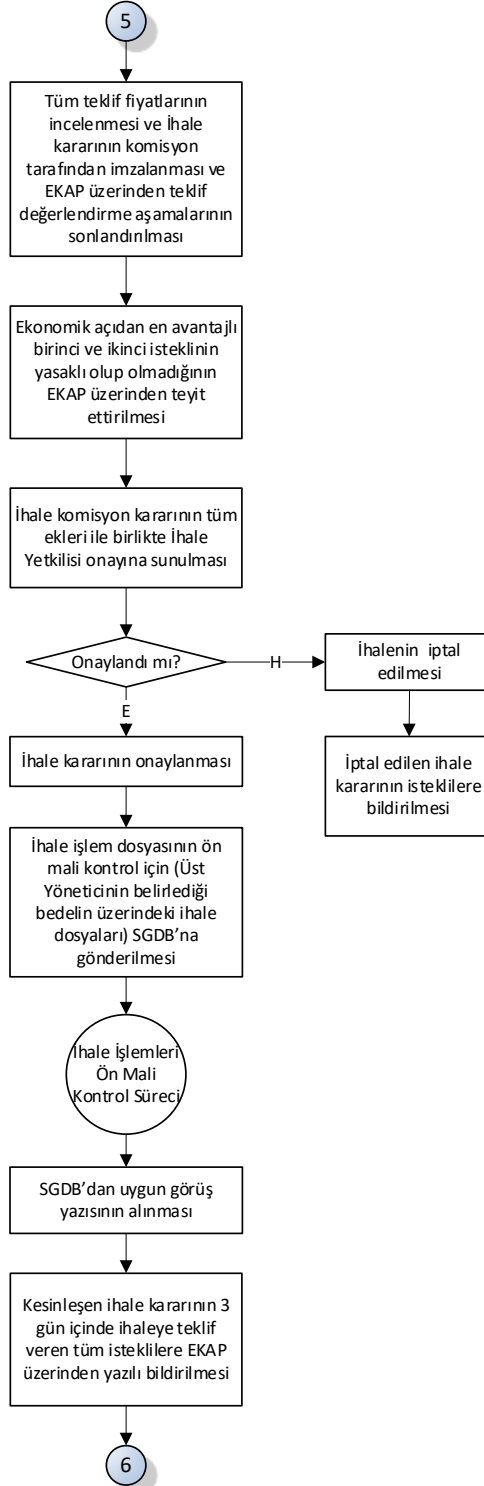 5
Tüm teklif fiyatlarının
incelenmesi ve İhale
kararının komisyon
tarafından imzalanması ve
EKAP üzerinden teklif
değerlendirme aşamalarının
sonlandırılması
Ekonomik açıdan en avantajlı
birinci ve ikinci isteklinin
yasaklı olup olmadığının
EKAP üzerinden teyit
ettirilmesi
İhale komisyon kararının tüm
ekleri ile birlikte İhale
Yetkilisi onayına sunulması
Onaylandı mı?
H
İhalenin iptal
edilmesi
E
İptal edilen ihale
kararının isteklilere
bildirilmesi
İhale kararının onaylanması
İhale işlem dosyasının ön
mali kontrol için (Üst
Yöneticinin belirlediği
bedelin üzerindeki ihale
dosyaları) SGDB’na
gönderilmesi
İhale İşlemleri
Ön Mali
Kontrol Süreci
SGDB’dan uygun görüş
yazısının alınması
Kesinleşen ihale kararının 3
gün içinde ihaleye teklif
veren tüm isteklilere EKAP
üzerinden yazılı bildirilmesi
6